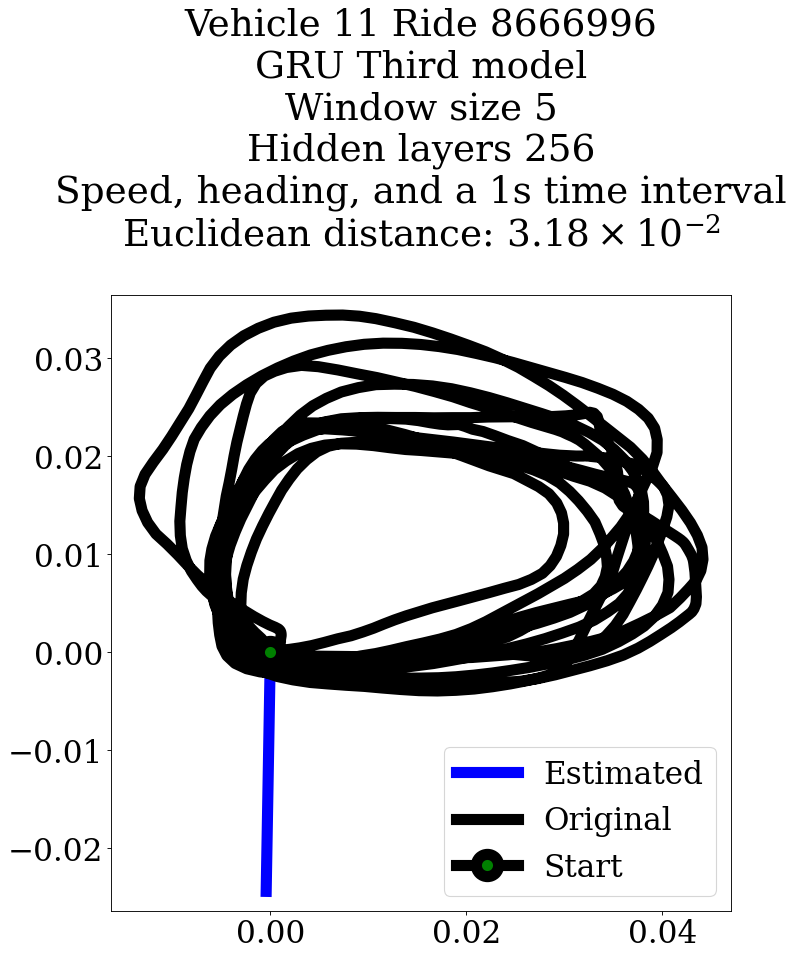 Vehicle 11 Ride 8666996
GRU Third model
Window size 5
Hidden layers 256
Speed, heading, and a 1s time interval
Euclidean distance: 3.18 × 10⁻²
0.03
0.02
0.01
0.00
−0.01
−0.02
Estimated
Original
Start
0.00 0.02 0.04